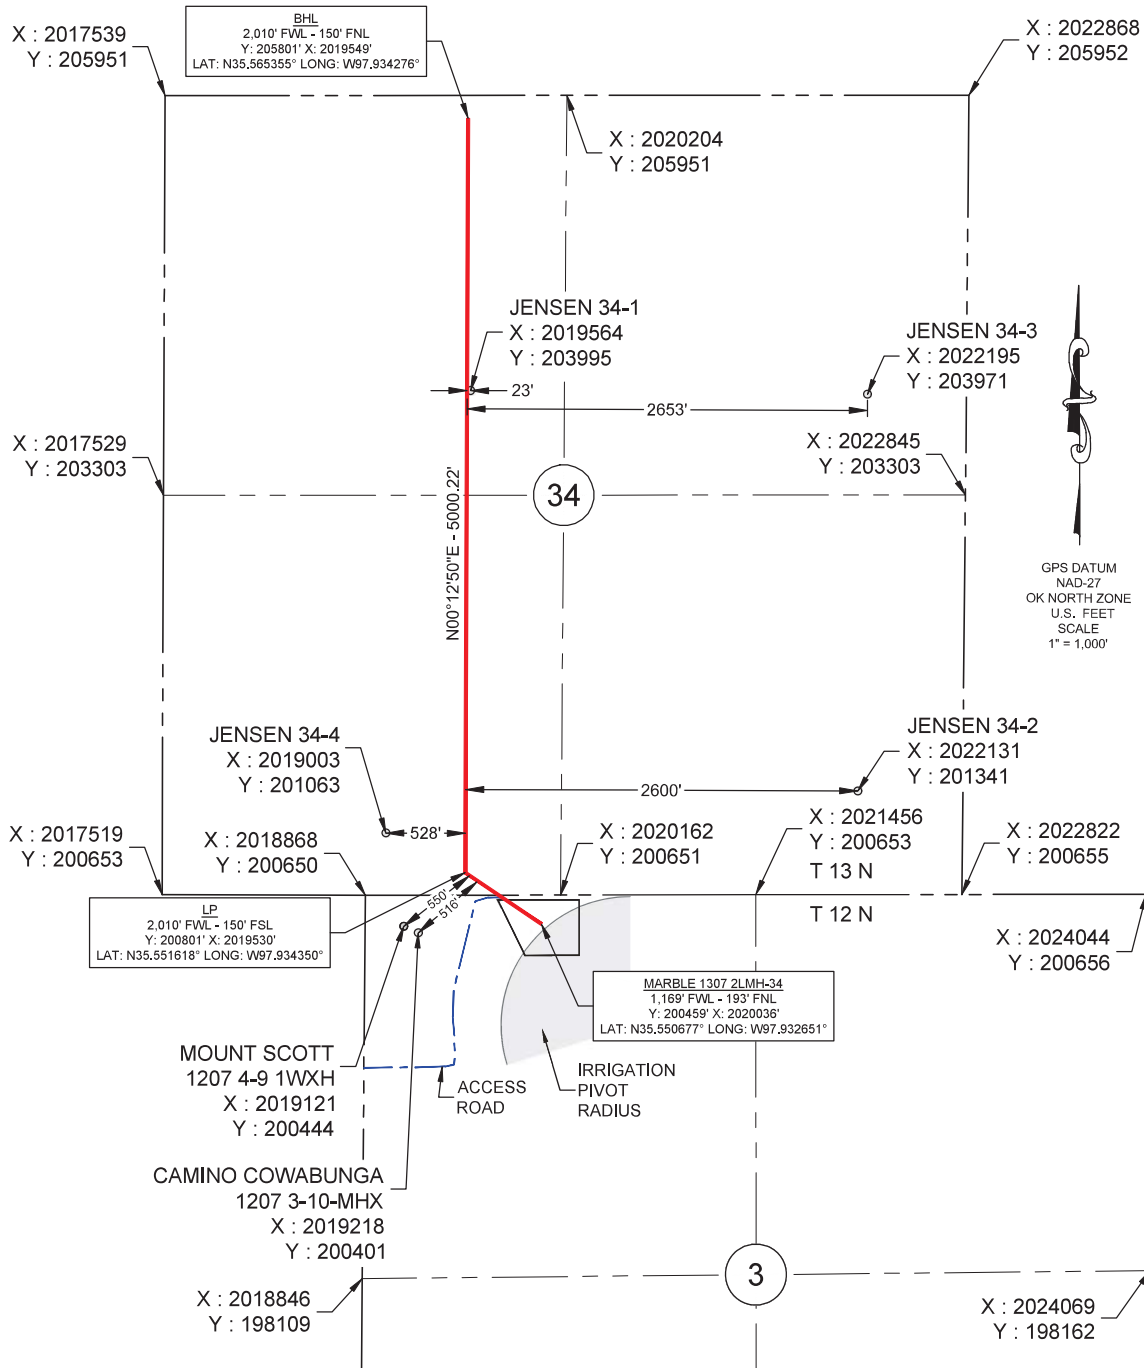 X : 2017539
Y : 205951
BHL
2,010' FWL - 150' FNL
Y: 205801' X: 2019549'
LAT: N35.565355° LONG: W97.934276°
X : 2022868
Y : 205952
X : 2020204
Y : 205951
JENSEN 34-1
X : 2019564
Y : 203995
23'
JENSEN 34-3
X : 2022195
Y : 203971
2653'
X : 2017529
Y : 203303
X : 2022845
Y : 203303
34
N00°12'50"E - 5000.22'
GPS DATUM
NAD-27
OK NORTH ZONE
U.S. FEET
SCALE
1" = 1,000'
JENSEN 34-4
X : 2019003
Y : 201063
528'
JENSEN 34-2
X : 2022131
Y : 201341
2600'
X : 2017519
Y : 200653
X : 2018868
Y : 200650
X : 2020162
Y : 200651
X : 2021456
Y : 200653
X : 2022822
Y : 200655
T 13 N
T 12 N
550'
516'
LP
2,010' FWL - 150' FSL
Y: 200801' X: 2019530'
LAT: N35.551618° LONG: W97.934350°
X : 2024044
Y : 200656
MARBLE 1307 2LMH-34
1,169' FWL - 193' FNL
Y: 200459' X: 2020036'
LAT: N35.550677° LONG: W97.932651°
MOUNT SCOTT
1207 4-9 1WXH
X : 2019121
Y : 200444
ACCESS
ROAD
IRRIGATION
PIVOT
RADIUS
CAMINO COWABUNGA
1207 3-10-MHX
X : 2019218
Y : 200401
3
X : 2018846
Y : 198109
X : 2024069
Y : 198162